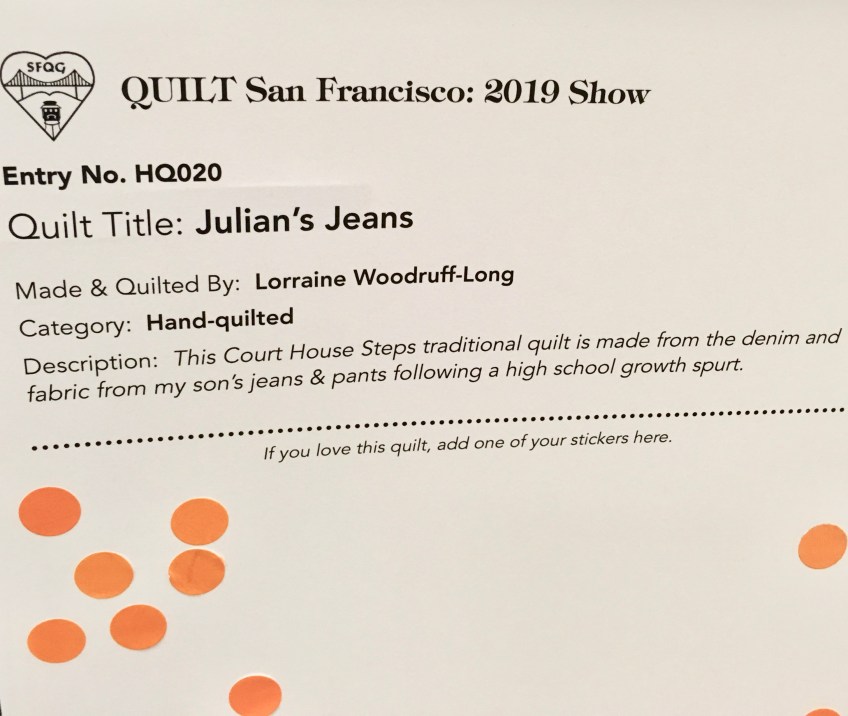 SFQG
QUILT San Francisco: 2019 Show
Entry No. HQ020
Quilt Title: Julian's Jeans
Made & Quilted By: Lorraine Woodruff-Long
Category: Hand-quilted
Description: This Court House Steps traditional quilt is made from the denim and
fabric from my son's jeans & pants following a high school growth spurt.
If you love this quilt, add one of your stickers here.